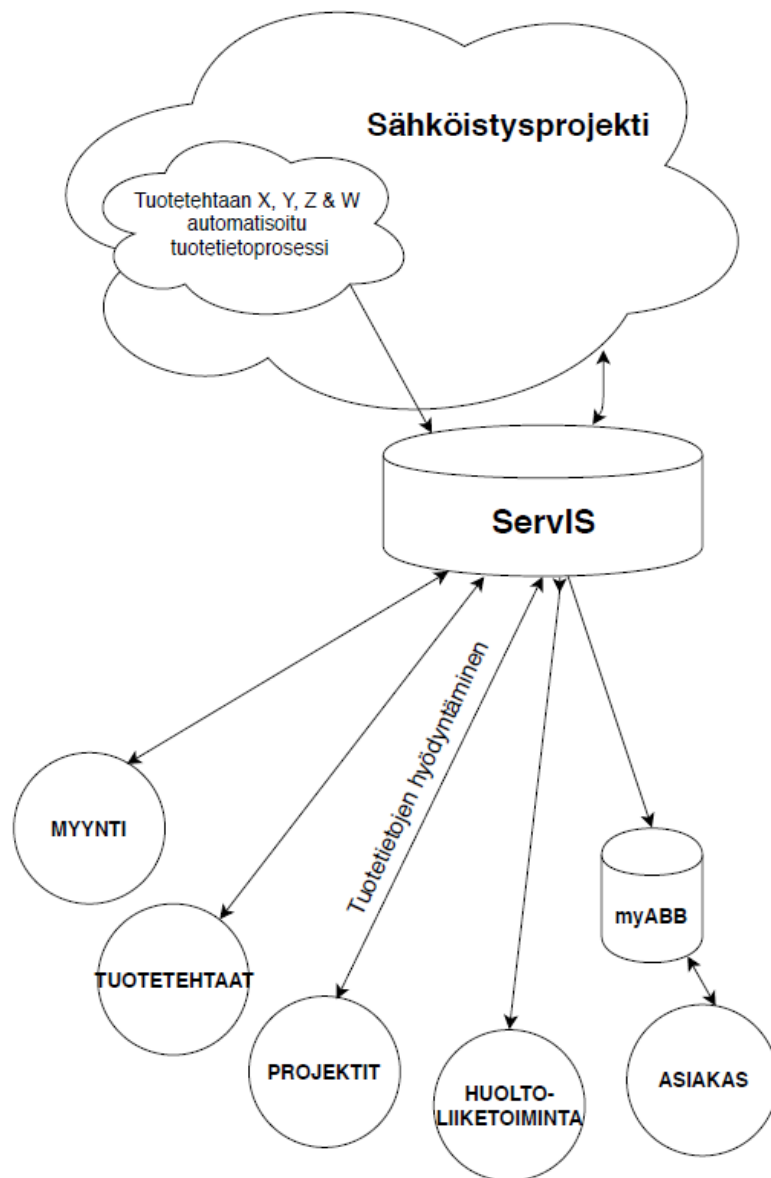 Sähköistysprojekti
Tuotetehtaan X, Y, Z & W
automatisoitu
tuotetietoprosessi
ServIS
Tuotetietojen hyödyntäminen
MYYNTI
TUOTETEHTAAT
PROJEKTIT
HUOLTO-
LIIKETOIMINTA
myABB
ASIAKAS